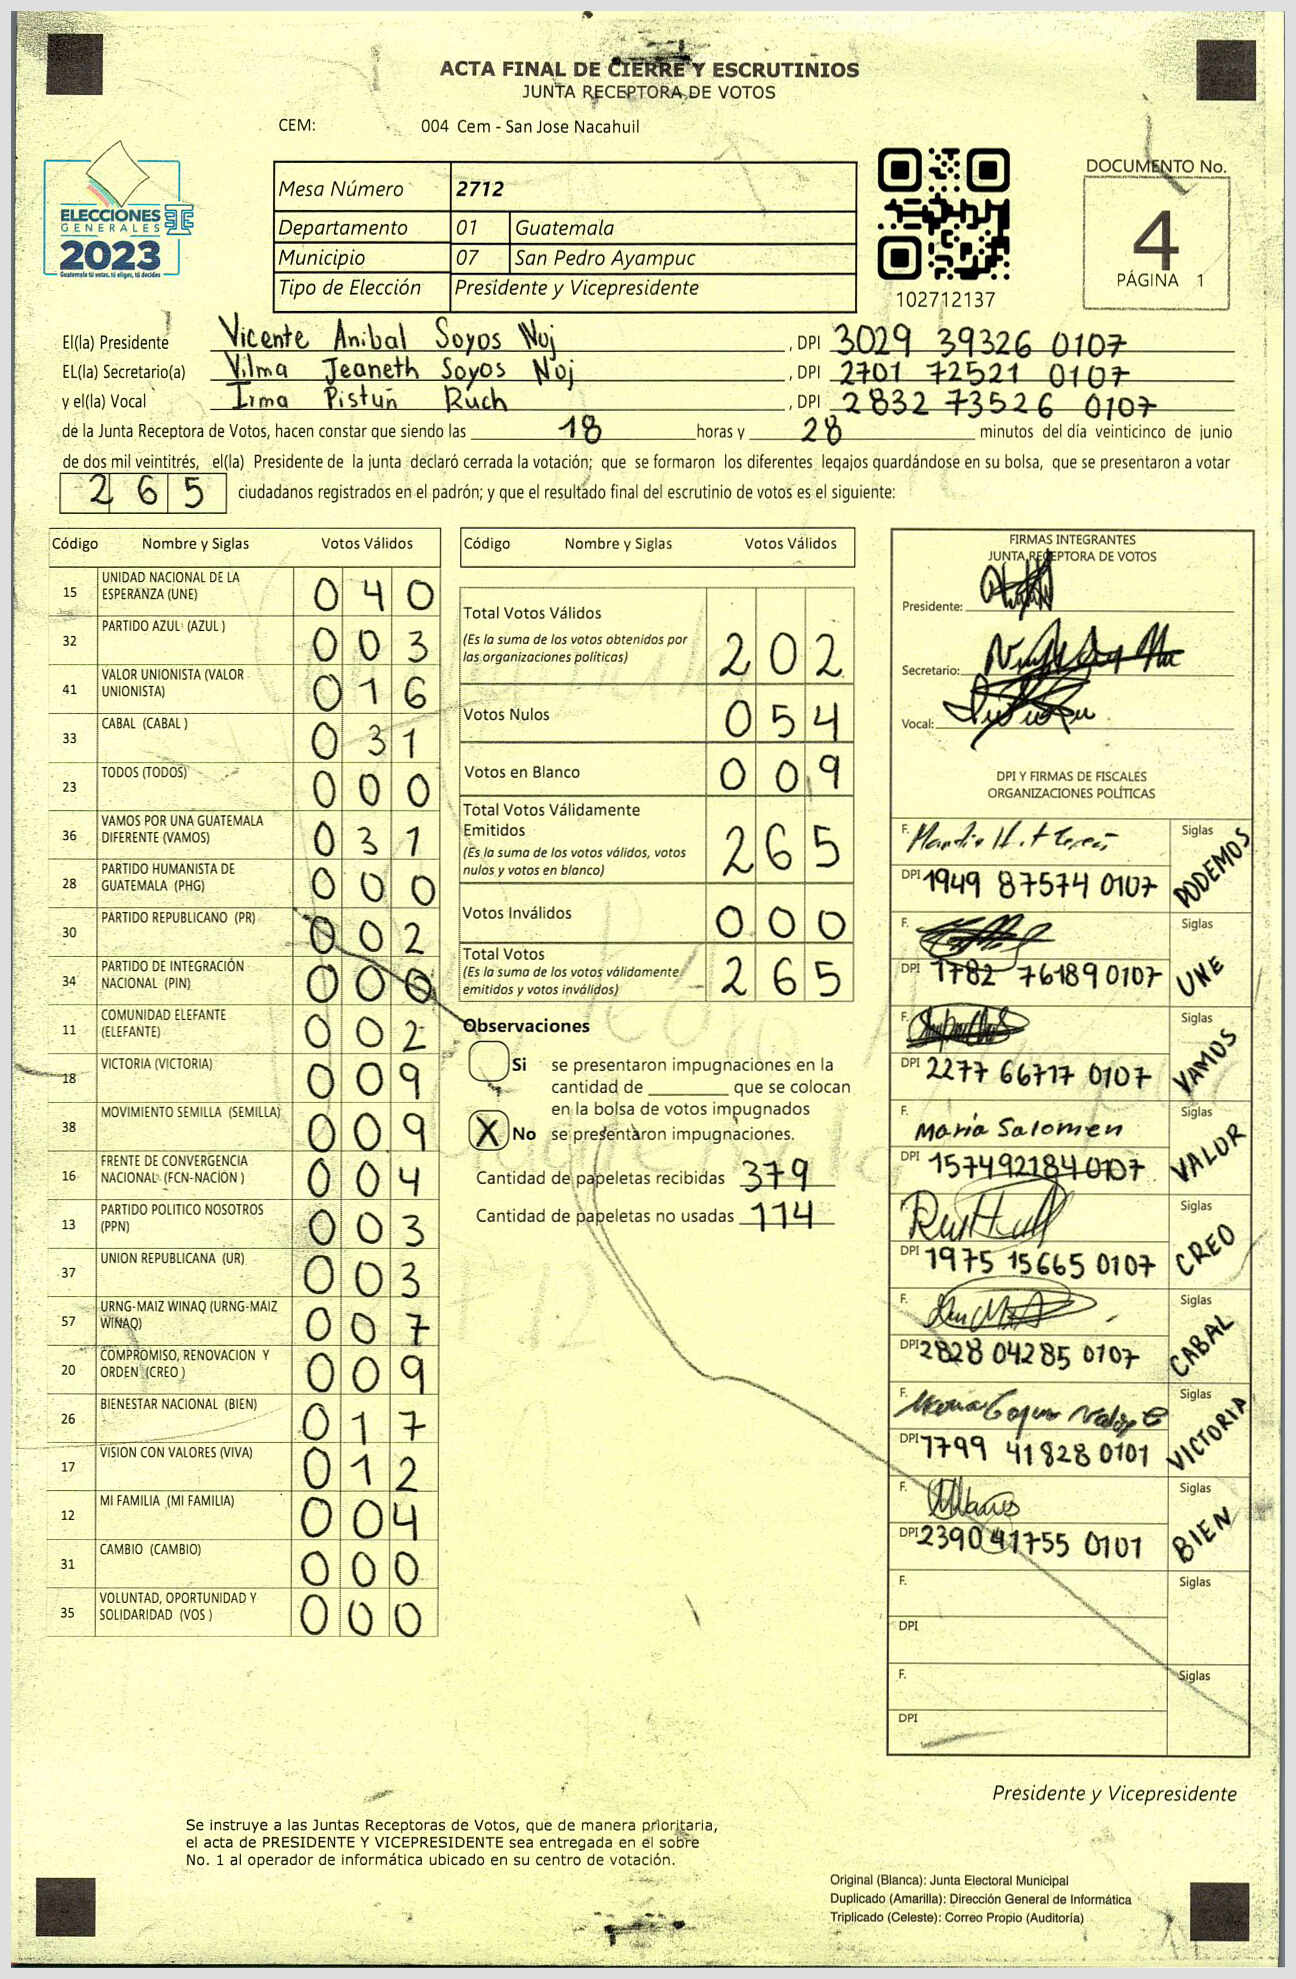 ACTA FINAL DE CIERRE Y ESCRUTINIOS
JUNTA RECEPTORA DE VOTOS
CEM: 004 Cem - San Jose Nacahuil
ELECCIONES
GENERALES
2023
Guatemala tú votas, tú eliges, tú decides
Mesa Número 2712
Departamento 01 Guatemala
Municipio 07 San Pedro Ayampuc
Tipo de Elección Presidente y Vicepresidente
102712137
DOCUMENTO No.
4
PÁGINA 1
El(la) Presidente Vicente Anibal Soyos Noj, DPI 3029 39326 0107
EL(la) Secretario(a) Vilma Jeaneth Soyos Noj, DPI 2701 72521 0107
y el(la) Vocal Irma Pistun Ruch, DPI 2832 73526 0107
de la Junta Receptora de Votos, hacen constar que siendo las 18 horas y 28 minutos del día veinticinco de junio
de dos mil veintitrés, el(la) Presidente de la junta declaró cerrada la votación; que se formaron los diferentes legajos guardándose en su bolsa, que se presentaron a votar
265 ciudadanos registrados en el padrón; y que el resultado final del escrutinio de votos es el siguiente:
Código Nombre y Siglas Votos Válidos
15 UNIDAD NACIONAL DE LA ESPERANZA (UNE) 040
32 PARTIDO AZUL (AZUL ) 003
41 VALOR UNIONISTA (VALOR UNIONISTA) 016
33 CABAL (CABAL ) 031
23 TODOS (TODOS) 000
36 VAMOS POR UNA GUATEMALA DIFERENTE (VAMOS) 031
28 PARTIDO HUMANISTA DE GUATEMALA (PHG) 000
30 PARTIDO REPUBLICANO (PR) 002
34 PARTIDO DE INTEGRACIÓN NACIONAL (PIN) 000
11 COMUNIDAD ELEFANTE (ELEFANTE) 002
18 VICTORIA (VICTORIA) 009
38 MOVIMIENTO SEMILLA (SEMILLA) 009
16 FRENTE DE CONVERGENCIA NACIONAL (FCN-NACION ) 004
13 PARTIDO POLITICO NOSOTROS (PPN) 003
37 UNION REPUBLICANA (UR) 003
57 URNG-MAIZ WINAQ (URNG-MAIZ WINAQ) 007
20 COMPROMISO, RENOVACION Y ORDEN (CREO ) 009
26 BIENESTAR NACIONAL (BIEN) 017
17 VISION CON VALORES (VIVA) 012
12 MI FAMILIA (MI FAMILIA) 004
31 CAMBIO (CAMBIO) 000
35 VOLUNTAD, OPORTUNIDAD Y SOLIDARIDAD (VOS ) 000
Código Nombre y Siglas Votos Válidos
Total Votos Válidos 202
(Es la suma de los votos obtenidos por
las organizaciones políticas)
Votos Nulos 054
Votos en Blanco 009
Total Votos Válidamente
Emitidos 265
(Es la suma de los votos válidos, votos
nulos y votos en blanco)
Votos Inválidos 000
Total Votos 265
(Es la suma de los votos válidamente
emitidos y votos inválidos)
Observaciones
Si se presentaron impugnaciones en la
cantidad de ________ que se colocan
en la bolsa de votos impugnados
X No se presentaron impugnaciones.
Cantidad de papeletas recibidas 379
Cantidad de papeletas no usadas 114
FIRMAS INTEGRANTES
JUNTA RECEPTORA DE VOTOS
Presidente:
Secretario:
Vocal:
DPI Y FIRMAS DE FISCALES
ORGANIZACIONES POLÍTICAS
F. Siglas PODEMOS
DPI 1949 87574 0107
F. Siglas UNE
DPI 1782 76189 0107
F. Siglas VAMOS
DPI 2277 66717 0107
F. Maria Salomen Siglas VALOR
DPI 157492184 0107
F. Siglas CREO
DPI 1975 15665 0107
F. Siglas CABAL
DPI 2828 04285 0107
F. Siglas VICTORIA
DPI 1799 41828 0101
F. Siglas BIEN
DPI 2390 41755 0101
F. Siglas
DPI
F. Siglas
DPI
Presidente y Vicepresidente
Se instruye a las Juntas Receptoras de Votos, que de manera prioritaria,
el acta de PRESIDENTE Y VICEPRESIDENTE sea entregada en el sobre
No. 1 al operador de informática ubicado en su centro de votación.
Original (Blanca): Junta Electoral Municipal
Duplicado (Amarilla): Dirección General de Informática
Triplicado (Celeste): Correo Propio (Auditoría)